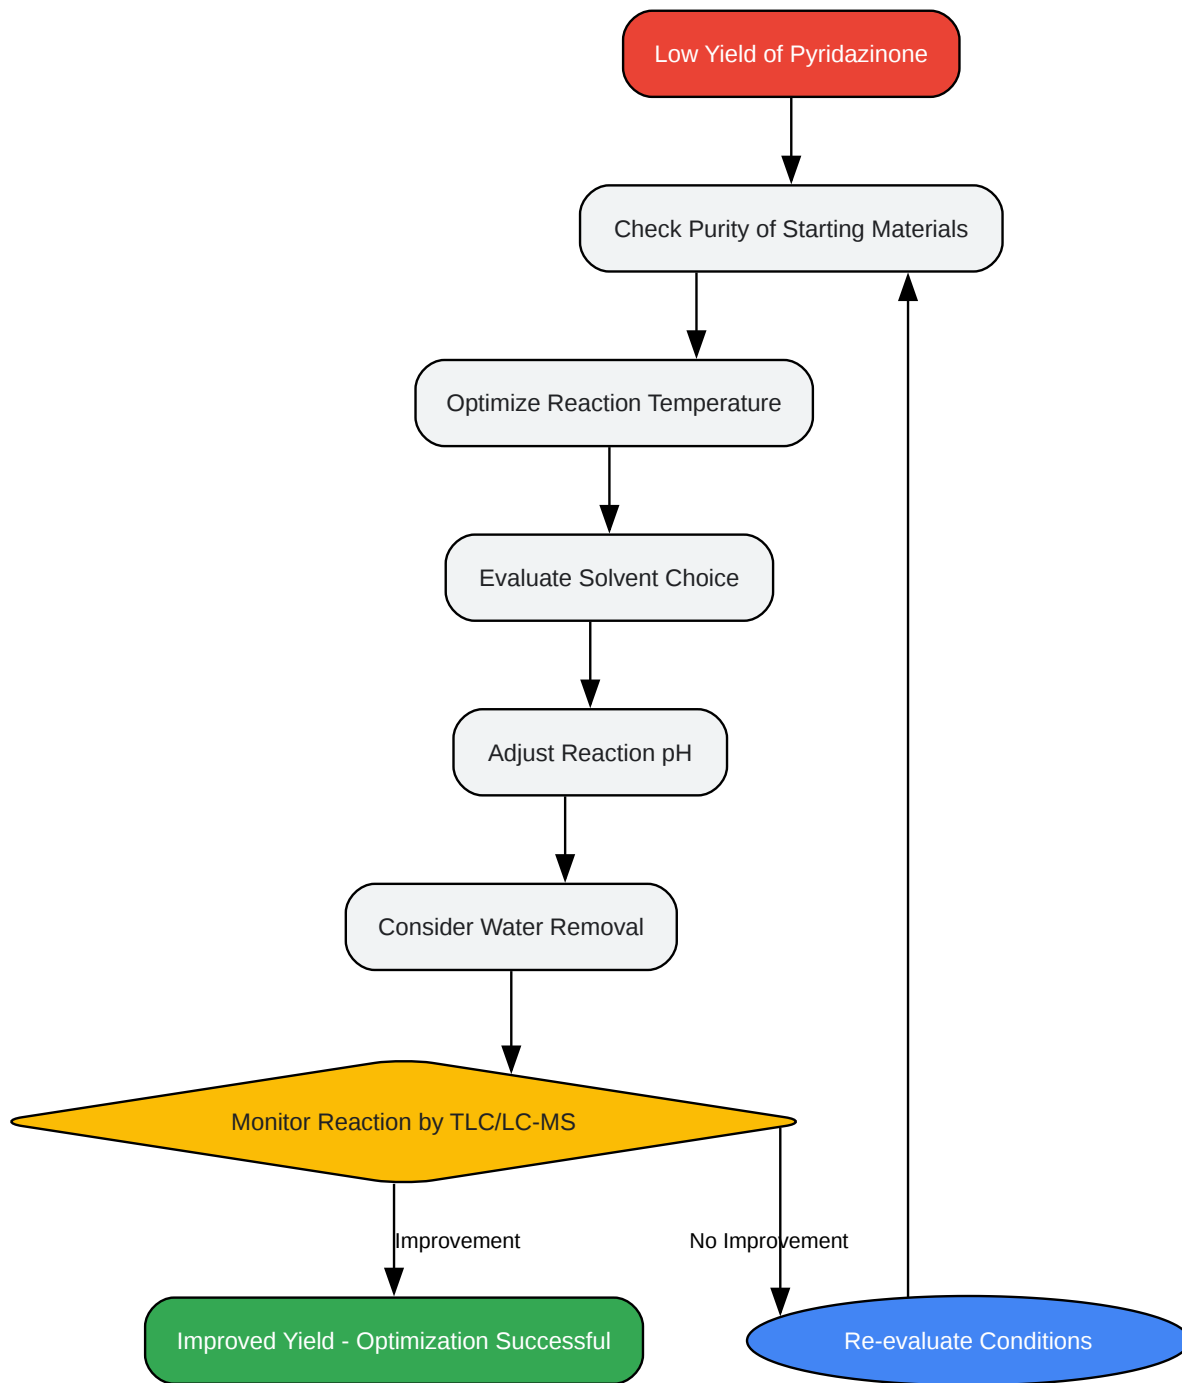 Low Yield of Pyridazinone
Check Purity of Starting Materials
Optimize Reaction Temperature
Evaluate Solvent Choice
Adjust Reaction pH
Consider Water Removal
Monitor Reaction by TLC/LC-MS
Improvement
No Improvement
Improved Yield - Optimization Successful
Re-evaluate Conditions